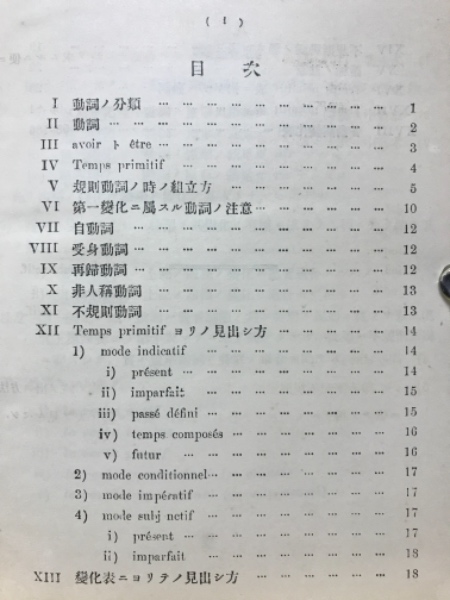 ( 1 )
目 次
I 動詞ノ分類 … … … … … … … … 1
II 動詞 … … … … … … … … … … 2
III avoir ト être … … … … … … … … 3
IV Temps primitif … … … … … … … 4
V 規則動詞ノ時ノ組立方 … … … … … … 5
VI 第一變化ニ屬スル動詞ノ注意 … … … … … 10
VII 自動詞 … … … … … … … … … 12
VIII 受身動詞 … … … … … … … … … 12
IX 再歸動詞 … … … … … … … … … 12
X 非人稱動詞 … … … … … … … … 13
XI 不規則動詞 … … … … … … … … 13
XII Temps primitif ヨリノ見出シ方 … … … … 14
1) mode indicatif … … … … … … … 14
i) présent … … … … … … … … 14
ii) imparfait … … … … … … … 15
iii) passé défini … … … … … … … 15
iv) temps composés … … … … … … 16
v) futur … … … … … … … … 16
2) mode conditionnel … … … … … … 17
3) mode impératif … … … … … … … 17
4) mode subj nctif … … … … … … … 17
i) présent … … … … … … … … 17
ii) imparfait … … … … … … … 18
XIII 變化表ニヨリテノ見出シ方 … … … … … 18